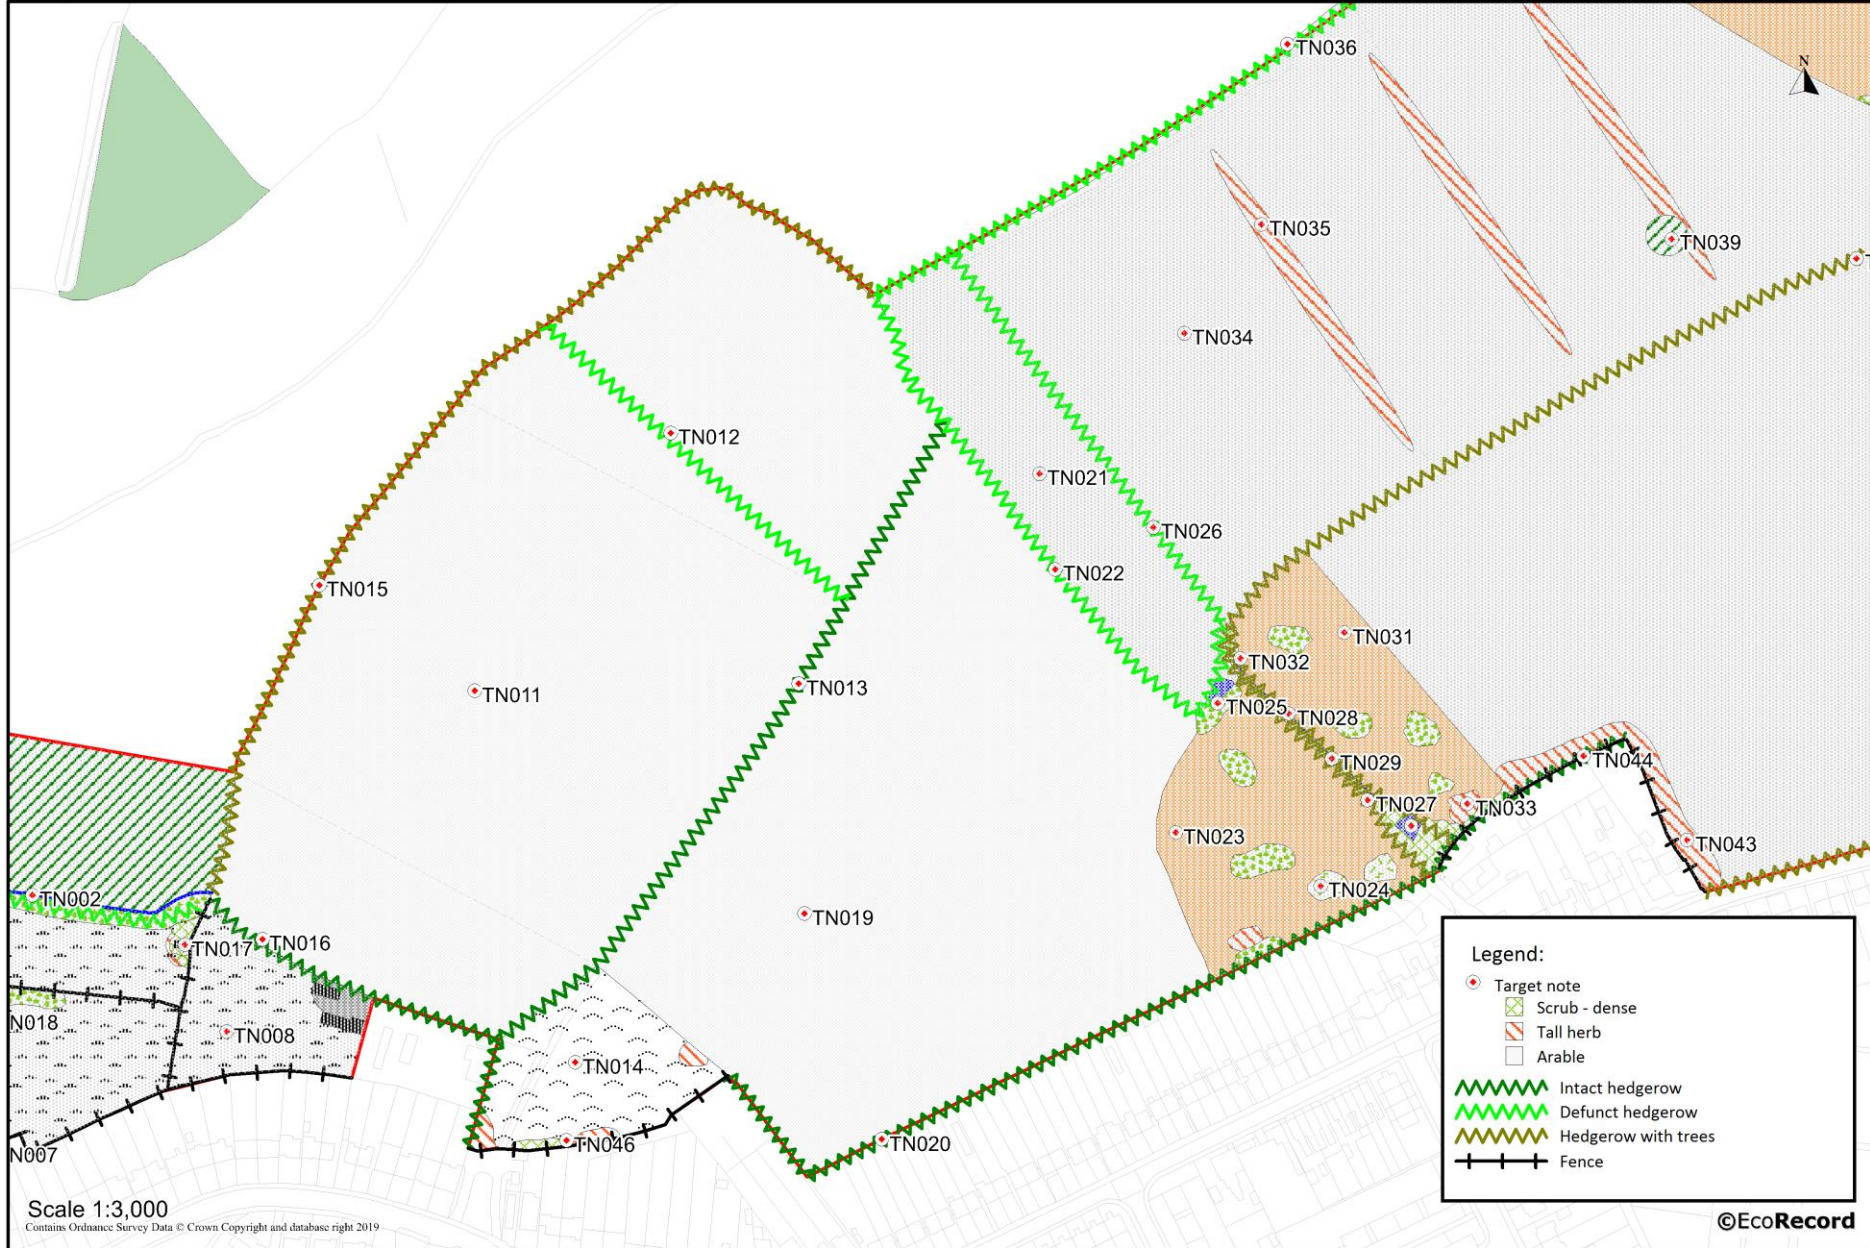 TN036
N
TN035
TN039
T
TN034
TN012
TN021
TN026
TN022
TN015
TN031
TN032
TN011
TN013
TN025
TN028
TN029
TN044
TN027
TN033
TN023
TN043
TN024
TN002
TN019
TN016
TN017
N018
TN008
TN014
TN046
TN020
N007
Legend:
Target note
Scrub - dense
Tall herb
Arable
Intact hedgerow
Defunct hedgerow
Hedgerow with trees
Fence
Scale 1:3,000
Contains Ordnance Survey Data © Crown Copyright and database right 2019
©EcoRecord